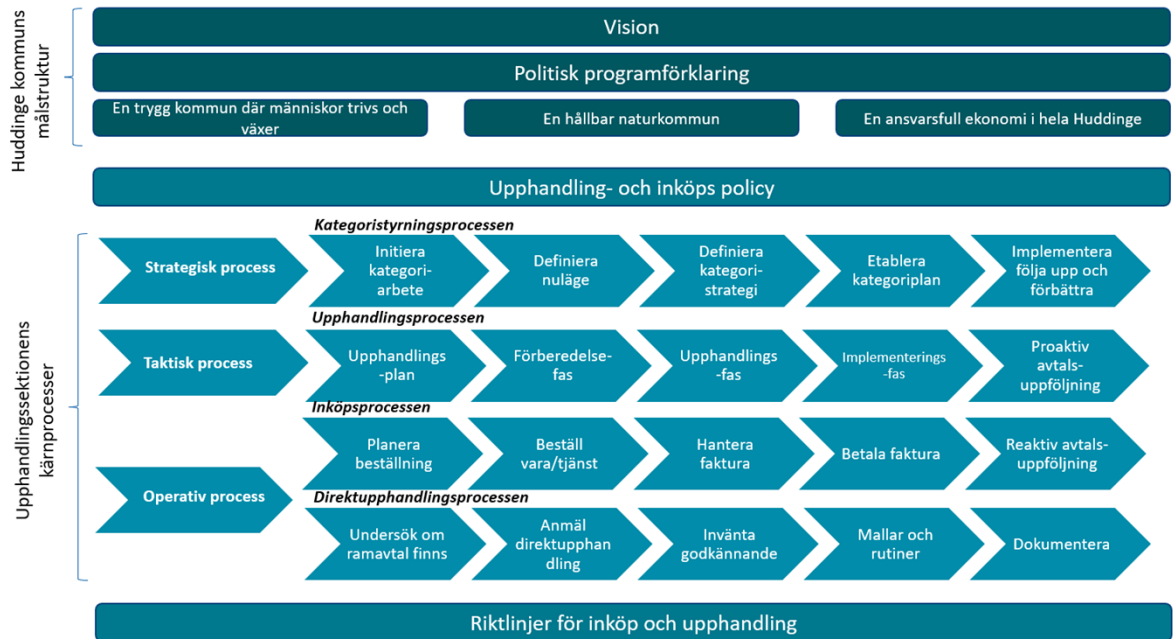 Huddinge kommuns
målstruktur
Vision
Politisk programförklaring
En trygg kommun där människor trivs och
växer
En hållbar naturkommun
En ansvarsfull ekonomi i hela Huddinge
Upphandling- och inköps policy
Upphandlingssektionens
kärnprocesser
Kategoristyrningsprocessen
Strategisk process
Initiera
kategori-
arbete
Definiera
nuläge
Definiera
kategori-
strategi
Etablera
kategoriplan
Implementera
följa upp och
förbättra
Upphandlingsprocessen
Taktisk process
Upphandlings
-plan
Förberedelse-
fas
Upphandlings
-fas
Implementerings
-fas
Proaktiv
avtals-
uppföljning
Inköpsprocessen
Planera
beställning
Beställ
vara/tjänst
Hantera
faktura
Betala faktura
Reaktiv avtals-
uppföljning
Operativ process
Direktupphandlingsprocessen
Undersök om
ramavtal finns
Anmäl
direktupphan
dling
Invänta
godkännande
Mallar och
rutiner
Dokumentera
Riktlinjer för inköp och upphandling